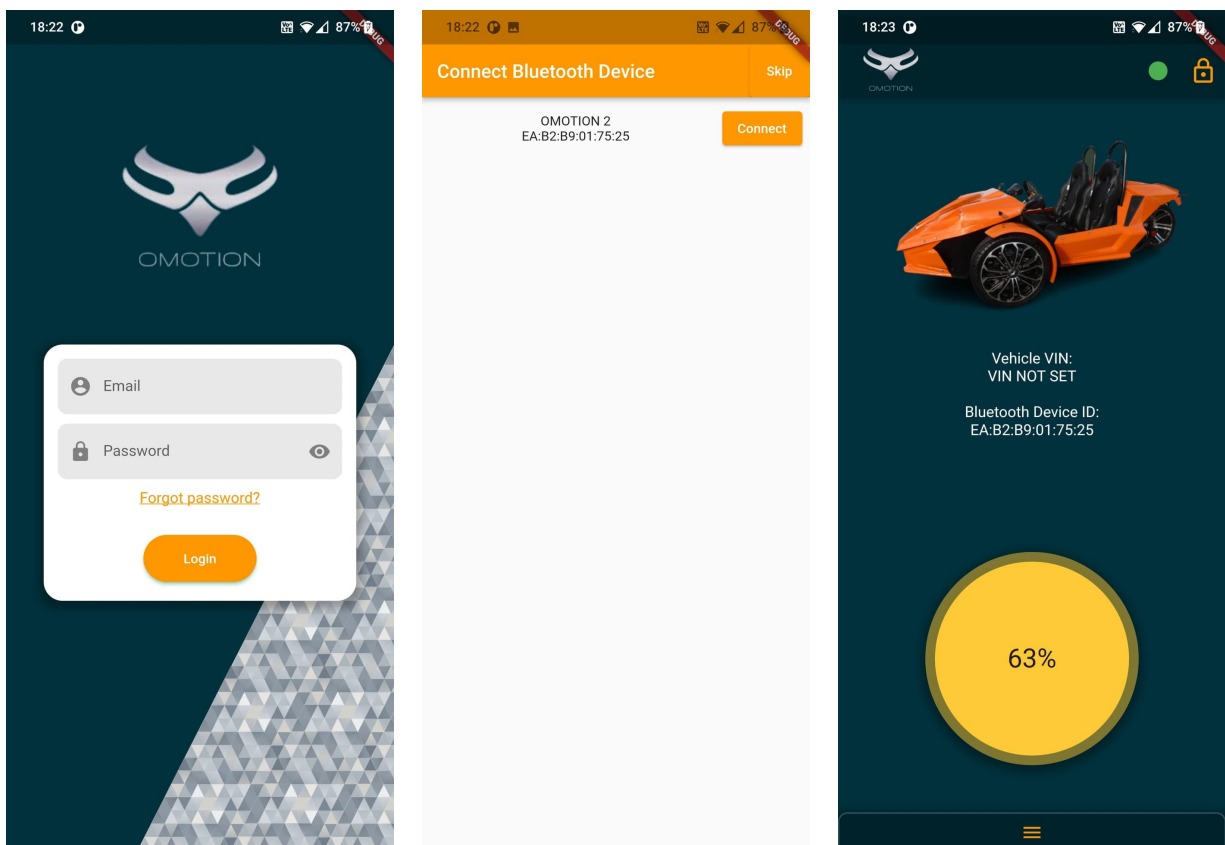 18:22
87%
OMOTION
Email
Password
Forgot password?
Login
18:22
87%
Connect Bluetooth Device
Skip
OMOTION 2
EA:B2:B9:01:75:25
Connect
18:23
87%
OMOTION
Vehicle VIN:
VIN NOT SET
Bluetooth Device ID:
EA:B2:B9:01:75:25
63%